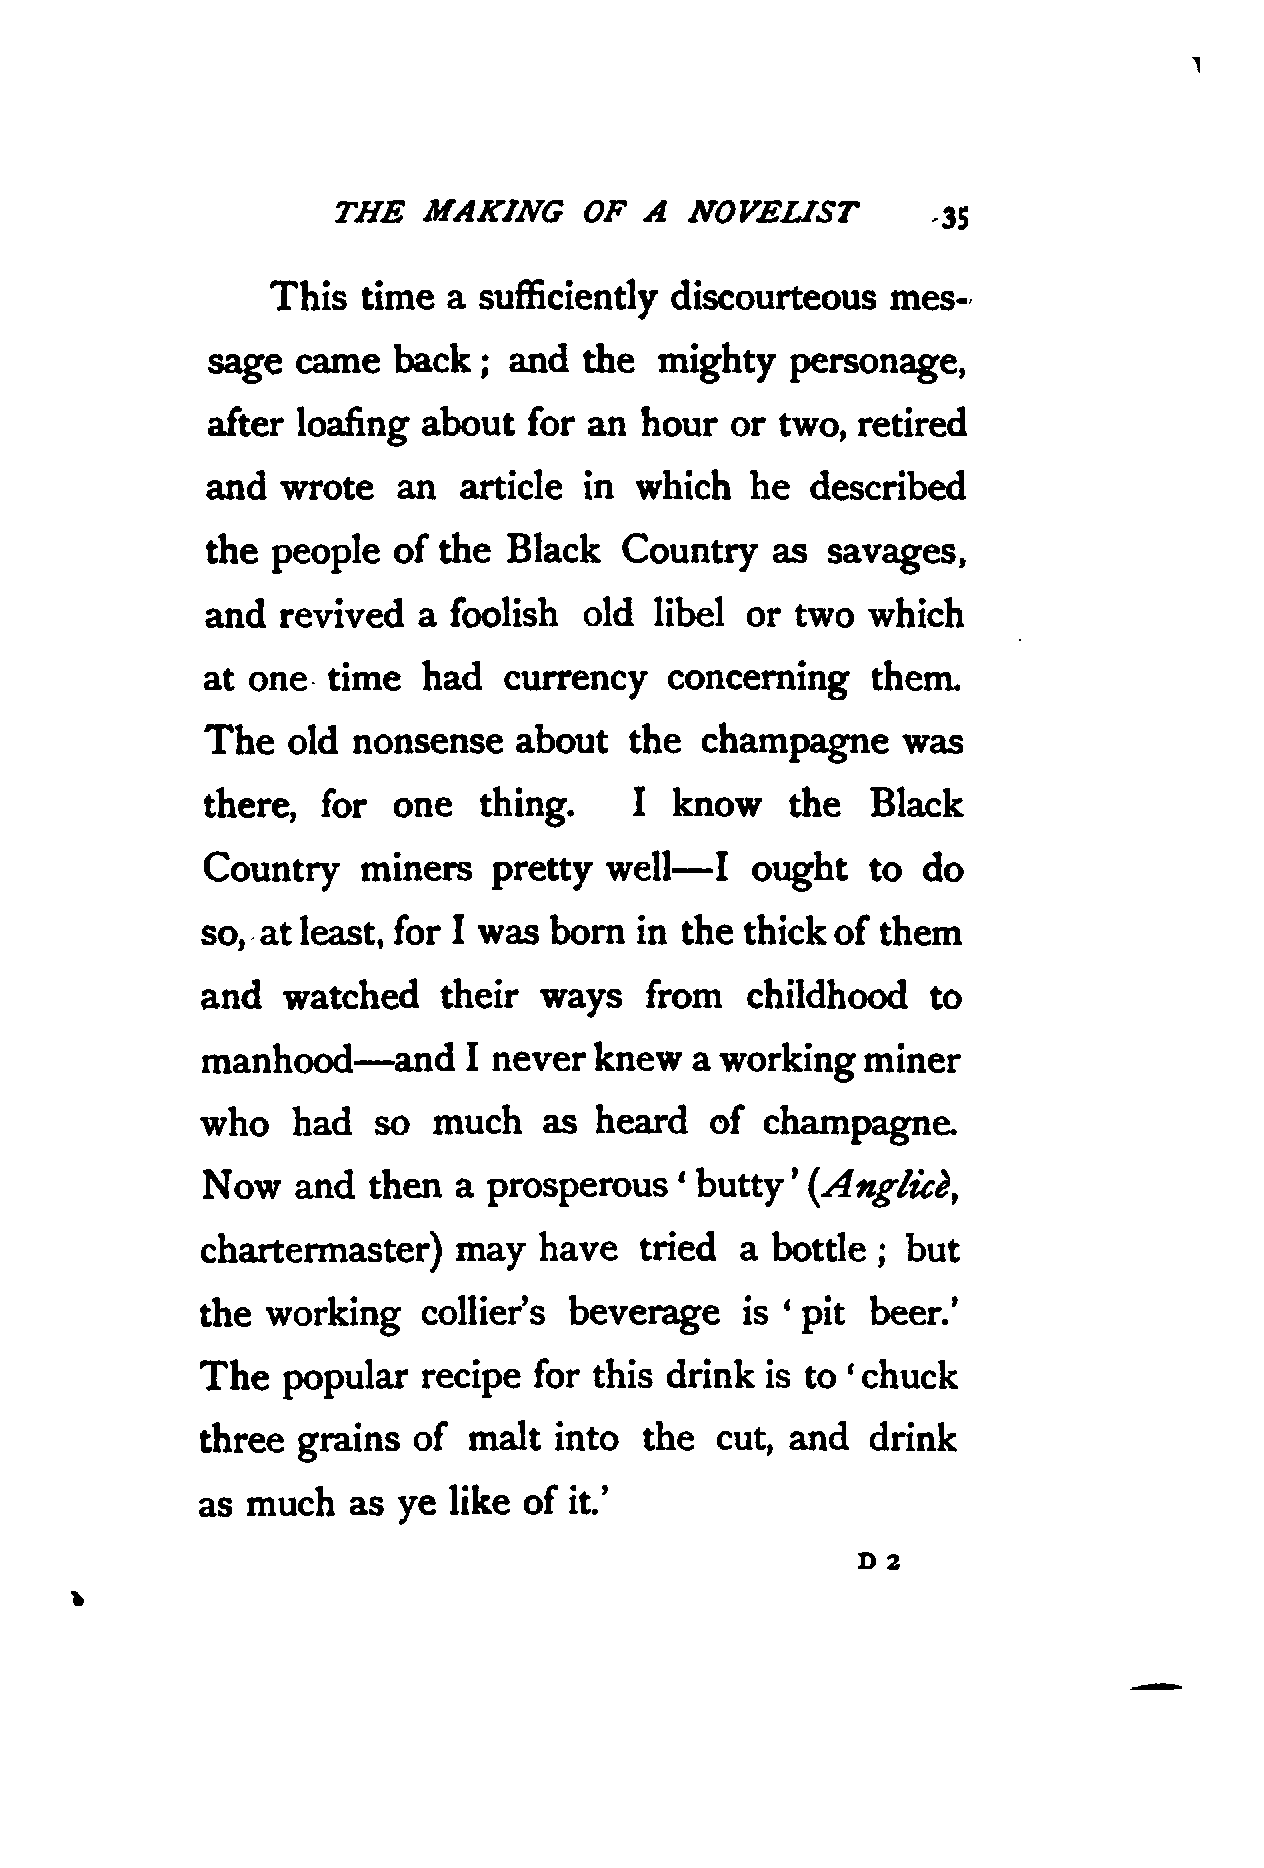 THE MAKING OF A NOVELIST 35
This time a sufficiently discourteous mes-
sage came back ; and the mighty personage,
after loafing about for an hour or two, retired
and wrote an article in which he described
the people of the Black Country as savages,
and revived a foolish old libel or two which
at one time had currency concerning them.
The old nonsense about the champagne was
there, for one thing. I know the Black
Country miners pretty well—I ought to do
so, at least, for I was born in the thick of them
and watched their ways from childhood to
manhood—and I never knew a working miner
who had so much as heard of champagne.
Now and then a prosperous ‘ butty ’ (Anglicè,
chartermaster) may have tried a bottle ; but
the working collier’s beverage is ‘ pit beer.’
The popular recipe for this drink is to ‘ chuck
three grains of malt into the cut, and drink
as much as ye like of it.’
D 2